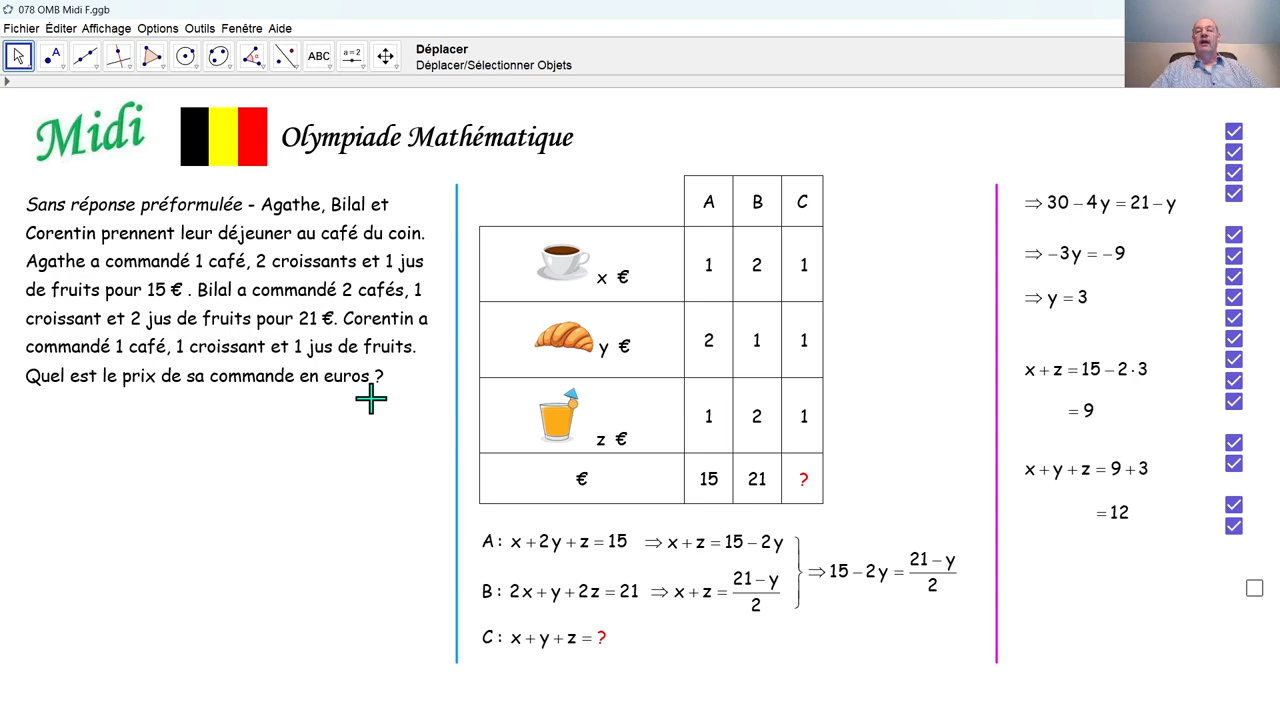 078 OMB Midi F.ggb
Fichier Éditer Affichage Options Outils Fenêtre Aide
A
ABC
a=2
Déplacer
Déplacer/Sélectionner Objets
Midi
Olympiade Mathématique
Sans réponse préformulée - Agathe, Bilal et
Corentin prennent leur déjeuner au café du coin.
Agathe a commandé 1 café, 2 croissants et 1 jus
de fruits pour 15 € . Bilal a commandé 2 cafés, 1
croissant et 2 jus de fruits pour 21 €. Corentin a
commandé 1 café, 1 croissant et 1 jus de fruits.
Quel est le prix de sa commande en euros ?
A B C
x € 1 2 1
y € 2 1 1
z € 1 2 1
€ 15 21 ?
A : x + 2y + z = 15 ⇒ x + z = 15 − 2y
B : 2x + y + 2z = 21 ⇒ x + z = (21 − y)/2
⇒ 15 − 2y = (21 − y)/2
C : x + y + z = ?
⇒ 30 − 4y = 21 − y
⇒ −3y = −9
⇒ y = 3
x + z = 15 − 2 · 3
= 9
x + y + z = 9 + 3
= 12